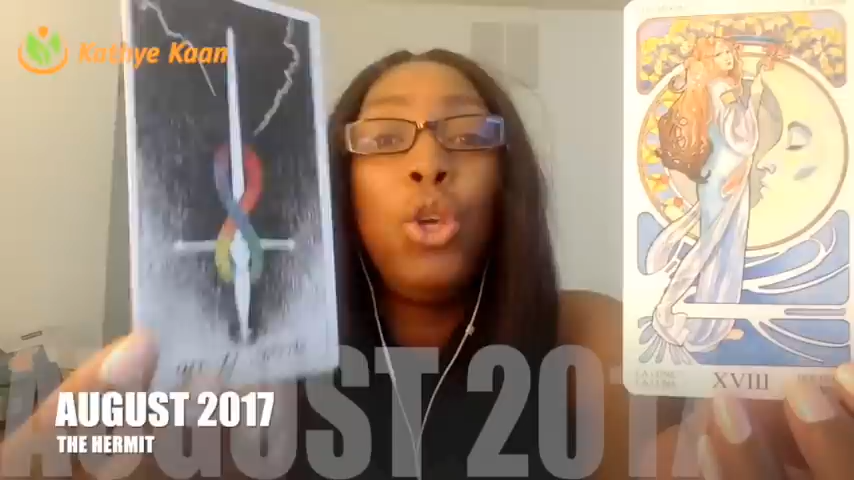 Kathye Kaan
XVIII
AUGUST 2017
AUGUST 2017
THE HERMIT